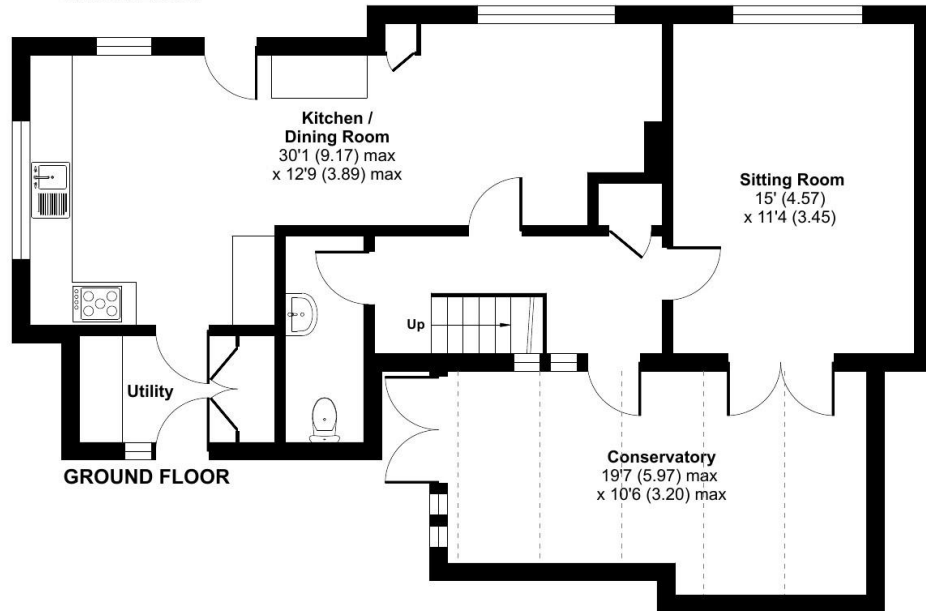 Kitchen /
Dining Room
30'1 (9.17) max
x 12'9 (3.89) max
Sitting Room
15' (4.57)
x 11'4 (3.45)
Up
Utility
GROUND FLOOR
Conservatory
19'7 (5.97) max
x 10'6 (3.20) max